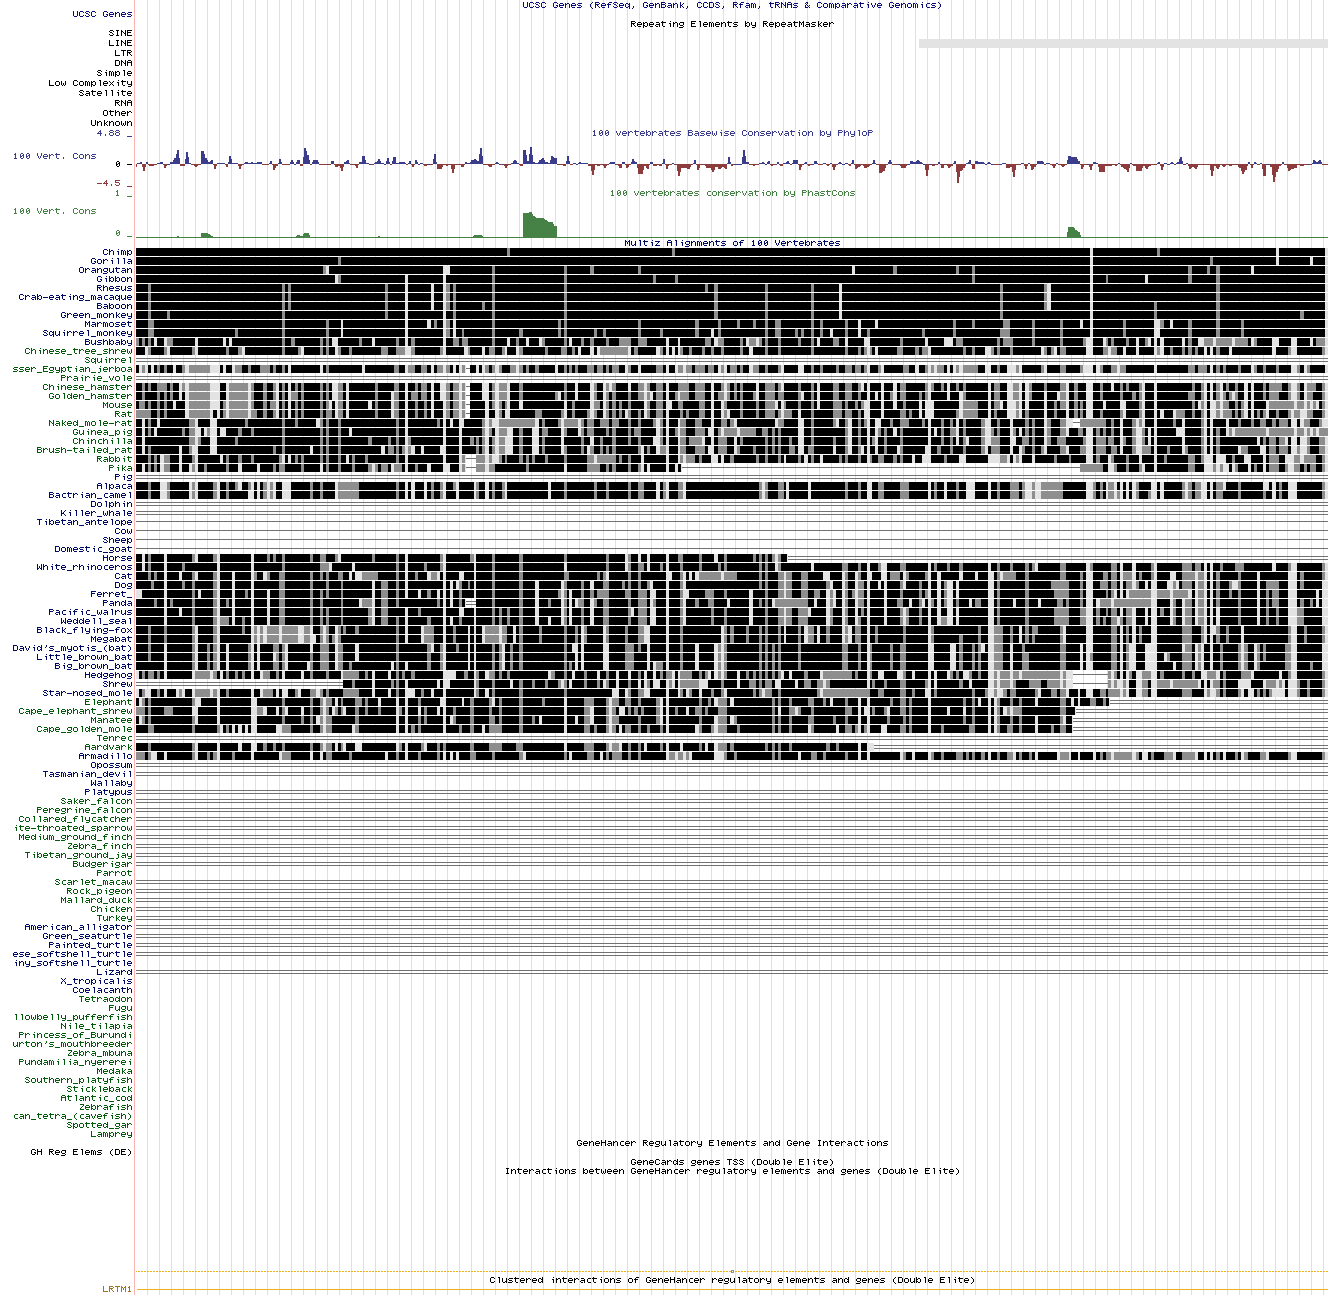 UCSC Genes (RefSeq, GenBank, CCDS, Rfam, tRNAs & Comparative Genomics)
UCSC Genes
Repeating Elements by RepeatMasker
SINE
LINE
LTR
DNA
Simple
Low Complexity
Satellite
RNA
Other
Unknown
100 vertebrates Basewise Conservation by PhyloP
4.88 _
100 Vert. Cons
0 _
-4.5 _
100 vertebrates conservation by PhastCons
1 _
100 Vert. Cons
0 _
Multiz Alignments of 100 Vertebrates
Chimp
Gorilla
Orangutan
Gibbon
Rhesus
Crab-eating_macaque
Baboon
Green_monkey
Marmoset
Squirrel_monkey
Bushbaby
Chinese_tree_shrew
Squirrel
sser_Egyptian_jerboa
Prairie_vole
Chinese_hamster
Golden_hamster
Mouse
Rat
Naked_mole-rat
Guinea_pig
Chinchilla
Brush-tailed_rat
Rabbit
Pika
Pig
Alpaca
Bactrian_camel
Dolphin
Killer_whale
Tibetan_antelope
Cow
Sheep
Domestic_goat
Horse
White_rhinoceros
Cat
Dog
Ferret_
Panda
Pacific_walrus
Weddell_seal
Black_flying-fox
Megabat
David's_myotis_(bat)
Little_brown_bat
Big_brown_bat
Hedgehog
Shrew
Star-nosed_mole
Elephant
Cape_elephant_shrew
Manatee
Cape_golden_mole
Tenrec
Aardvark
Armadillo
Opossum
Tasmanian_devil
Wallaby
Platypus
Saker_falcon
Peregrine_falcon
Collared_flycatcher
ite-throated_sparrow
Medium_ground_finch
Zebra_finch
Tibetan_ground_jay
Budgerigar
Parrot
Scarlet_macaw
Rock_pigeon
Mallard_duck
Chicken
Turkey
American_alligator
Green_seaturtle
Painted_turtle
ese_softshell_turtle
iny_softshell_turtle
Lizard
X_tropicalis
Coelacanth
Tetraodon
Fugu
llowbelly_pufferfish
Nile_tilapia
Princess_of_Burundi
urton's_mouthbreeder
Zebra_mbuna
Pundamilia_nyererei
Medaka
Southern_platyfish
Stickleback
Atlantic_cod
Zebrafish
can_tetra_(cavefish)
Spotted_gar
Lamprey
GeneHancer Regulatory Elements and Gene Interactions
GH Reg Elems (DE)
GeneCards genes TSS (Double Elite)
Interactions between GeneHancer regulatory elements and genes (Double Elite)
Clustered interactions of GeneHancer regulatory elements and genes (Double Elite)
LRTM1